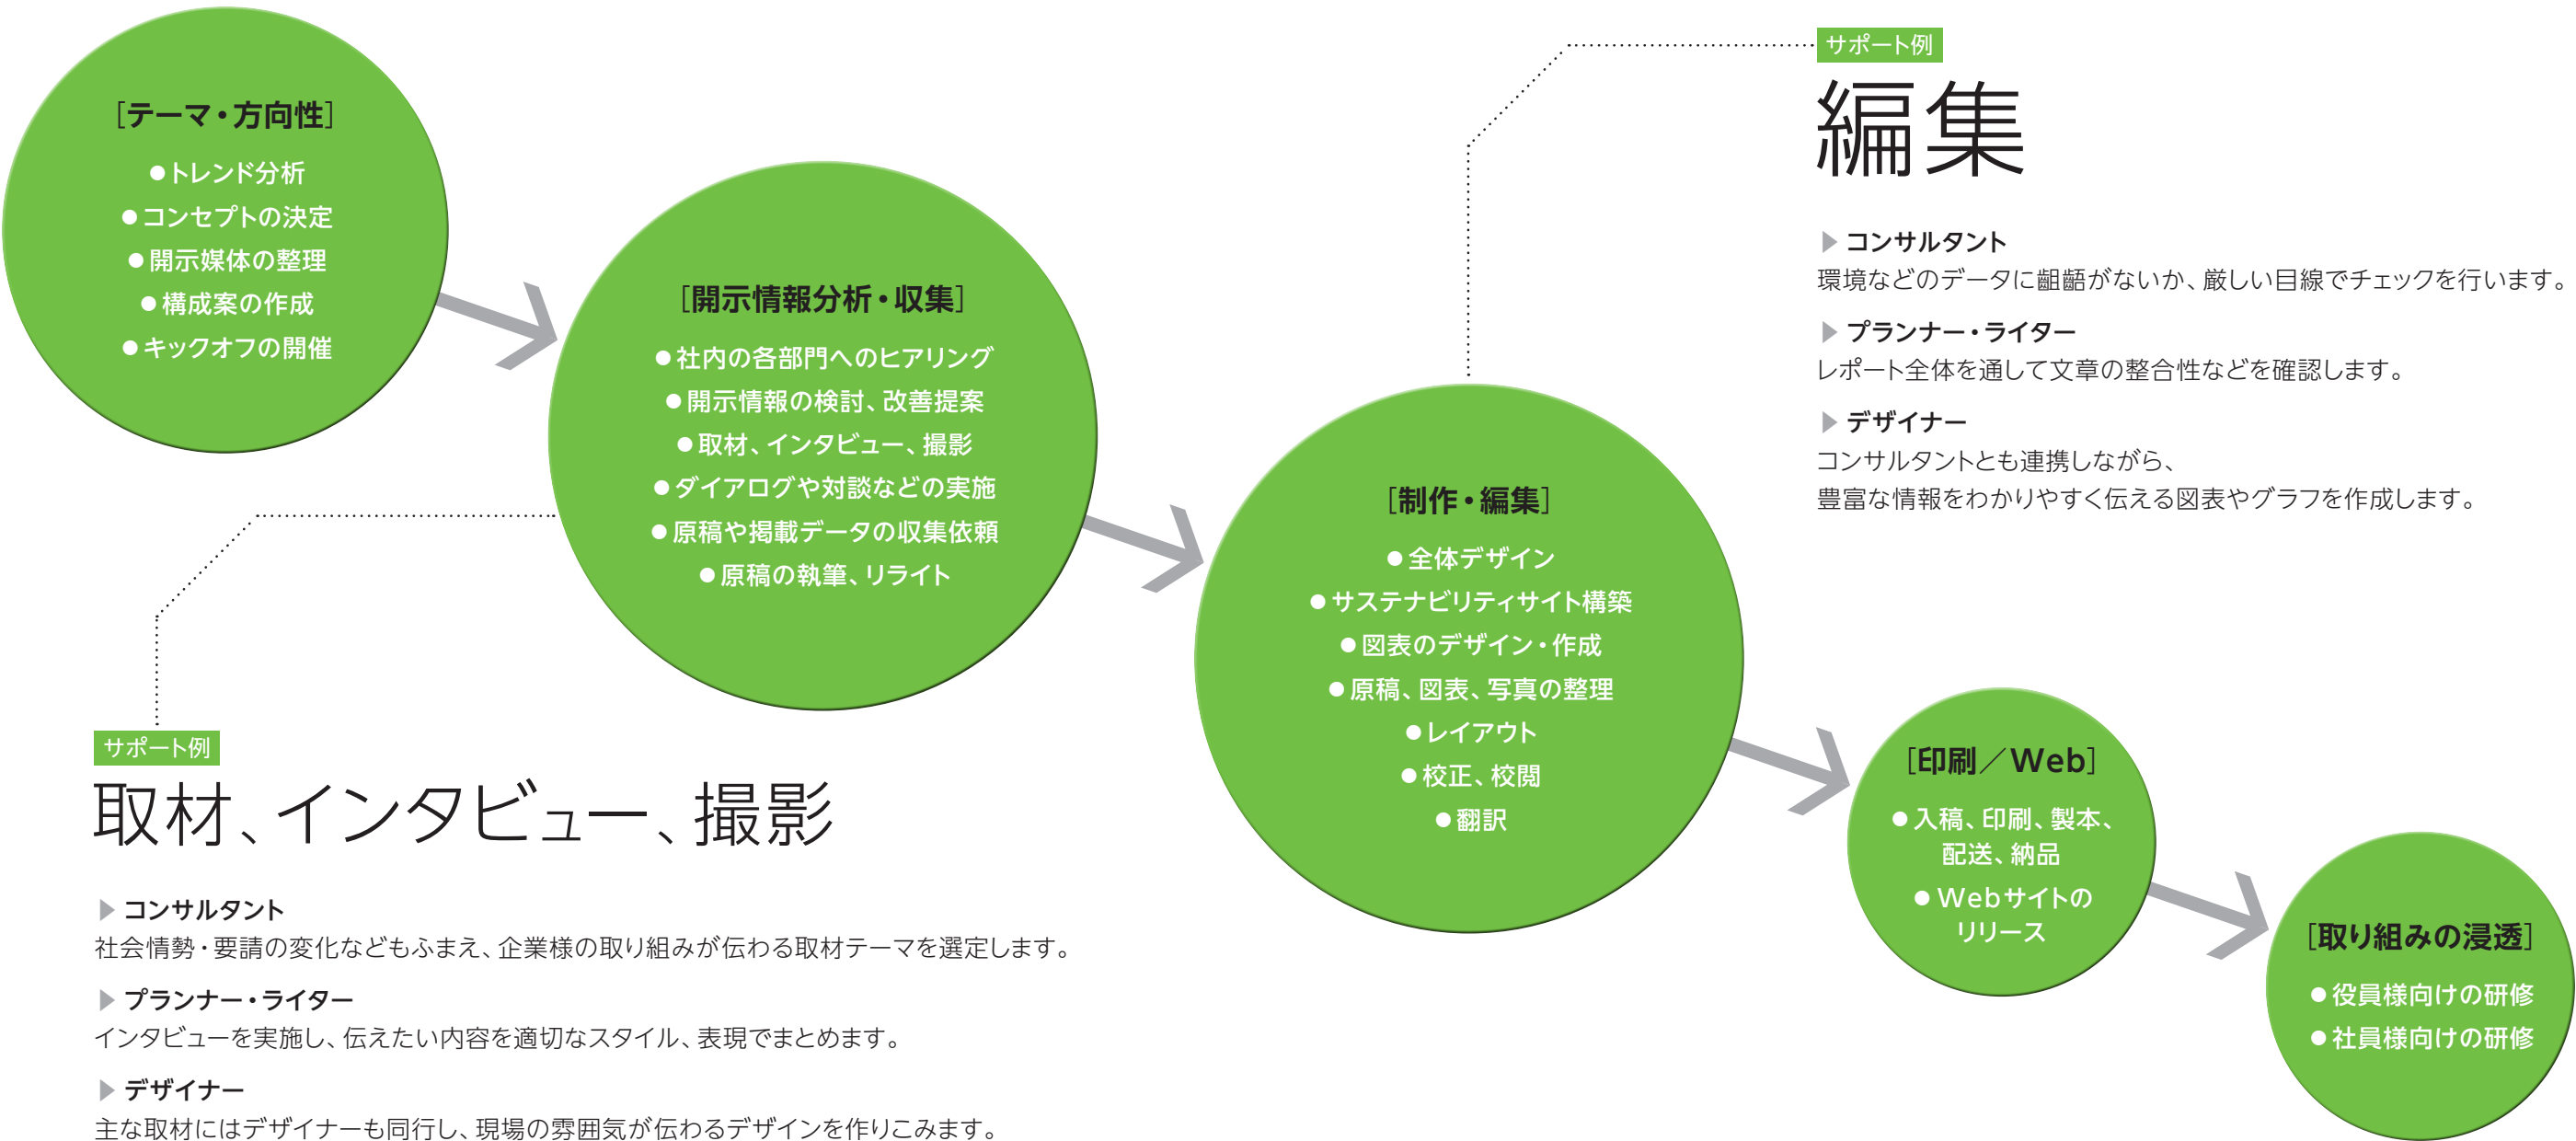 [テーマ・方向性]
●トレンド分析
●コンセプトの決定
●開示媒体の整理
●構成案の作成
●キックオフの開催
[開示情報分析・収集]
●社内の各部門へのヒアリング
●開示情報の検討、改善提案
●取材、インタビュー、撮影
●ダイアログや対談などの実施
●原稿や掲載データの収集依頼
●原稿の執筆、リライト
サポート例
取材、インタビュー、撮影
▶ コンサルタント
社会情勢・要請の変化などもふまえ、企業様の取り組みが伝わる取材テーマを選定します。
▶ プランナー・ライター
インタビューを実施し、伝えたい内容を適切なスタイル、表現でまとめます。
▶ デザイナー
主な取材にはデザイナーも同行し、現場の雰囲気が伝わるデザインを作りこみます。
[制作・編集]
●全体デザイン
●サステナビリティサイト構築
●図表のデザイン・作成
●原稿、図表、写真の整理
●レイアウト
●校正、校閲
●翻訳
サポート例
編集
▶ コンサルタント
環境などのデータに齟齬がないか、厳しい目線でチェックを行います。
▶ プランナー・ライター
レポート全体を通して文章の整合性などを確認します。
▶ デザイナー
コンサルタントとも連携しながら、
豊富な情報をわかりやすく伝える図表やグラフを作成します。
[印刷／Web]
●入稿、印刷、製本、
配送、納品
●Webサイトの
リリース
[取り組みの浸透]
●役員様向けの研修
●社員様向けの研修